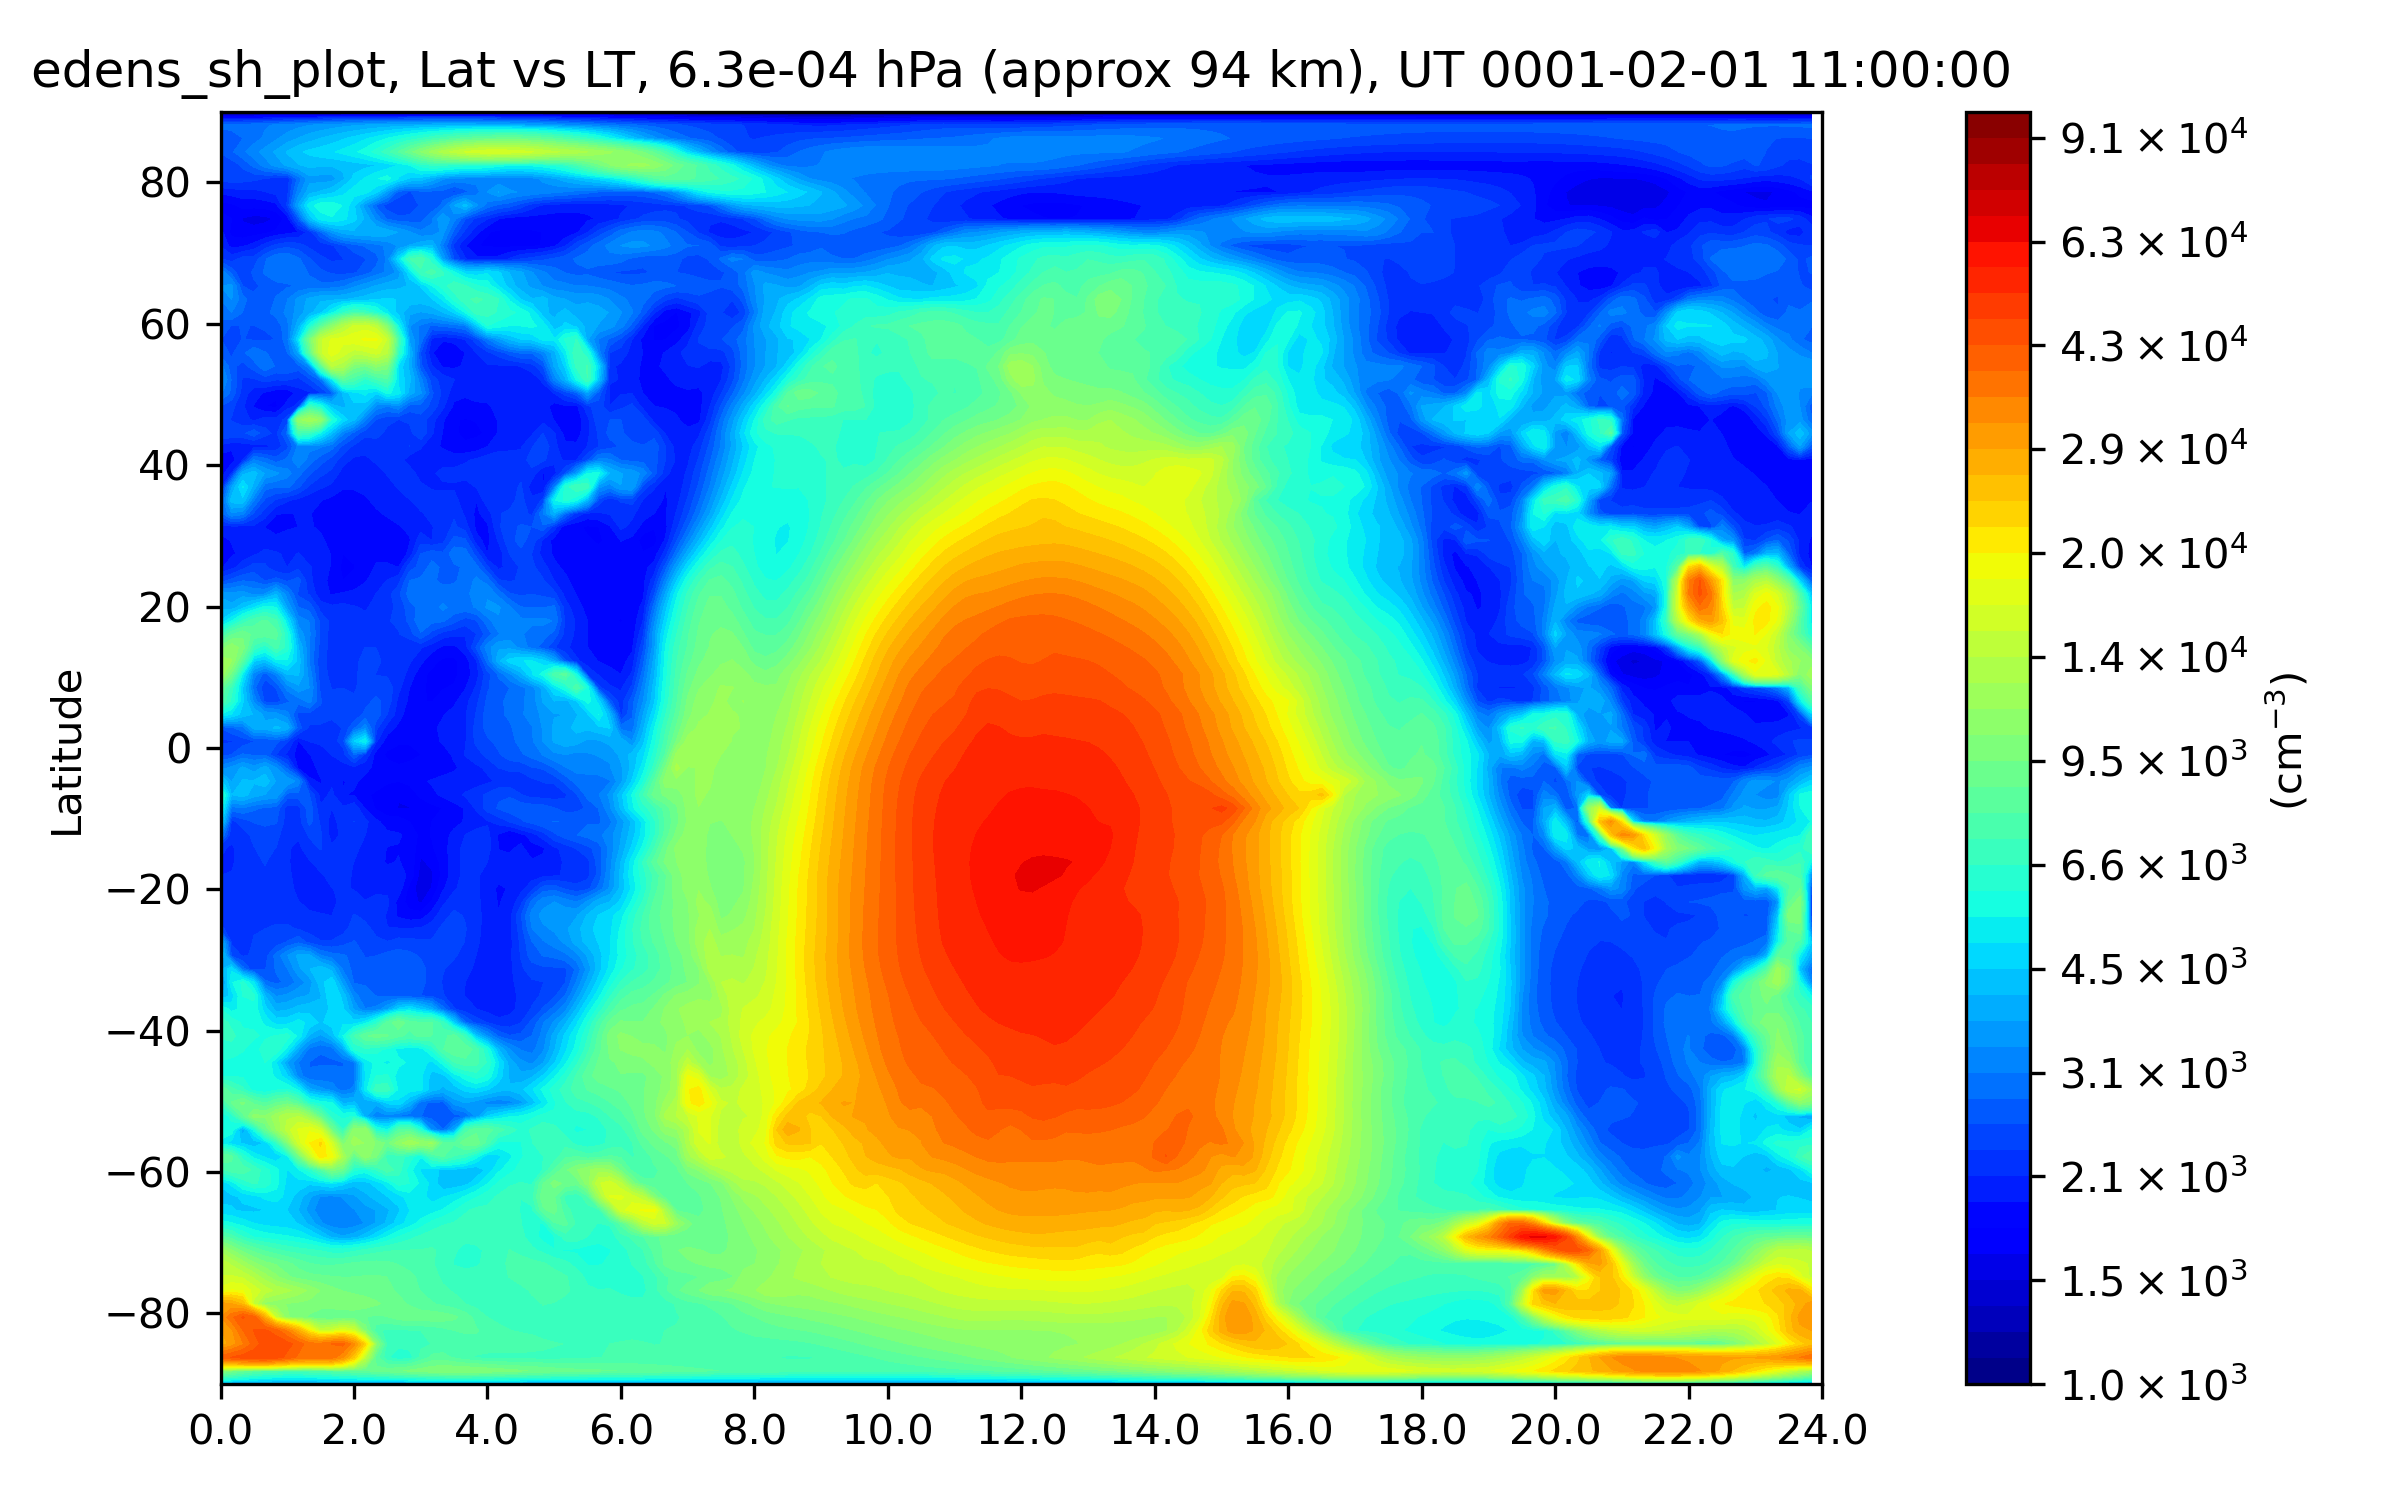 edens_sh_plot, Lat vs LT, 6.3e-04 hPa (approx 94 km), UT 0001-02-01 11:00:00
Latitude
80
60
40
20
0
−20
−40
−60
−80
0.0 2.0 4.0 6.0 8.0 10.0 12.0 14.0 16.0 18.0 20.0 22.0 24.0
9.1 × 10⁴
6.3 × 10⁴
4.3 × 10⁴
2.9 × 10⁴
2.0 × 10⁴
1.4 × 10⁴
9.5 × 10³
6.6 × 10³
4.5 × 10³
3.1 × 10³
2.1 × 10³
1.5 × 10³
1.0 × 10³
(cm⁻³)